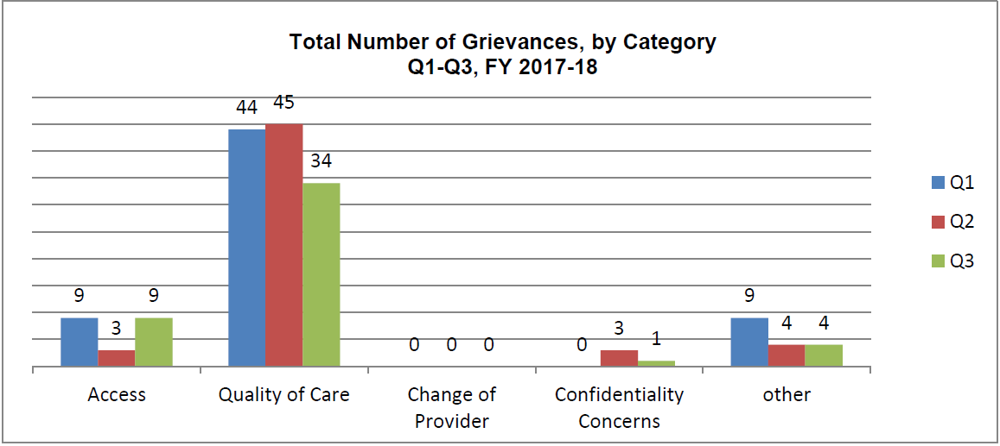 Total Number of Grievances, by Category
Q1-Q3, FY 2017-18
44 45
34
9 3 9
0 0 0
0 3 1
9 4 4
Access
Quality of Care
Change of
Provider
Confidentiality
Concerns
other
Q1
Q2
Q3